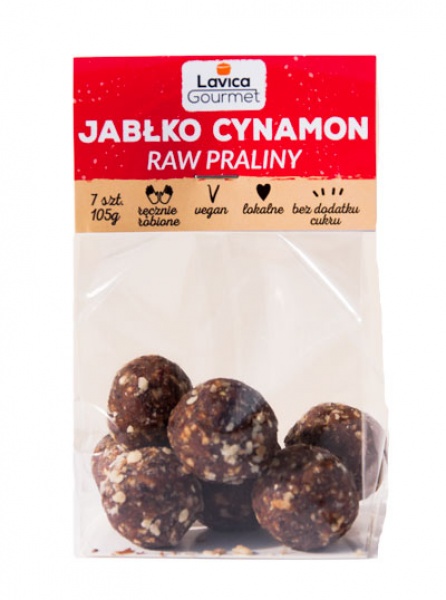 Lavica
Gourmet
JABŁKO CYNAMON
RAW PRALINY
7 szt.
105g
ręcznie
robione
vegan
lokalne
bez dodatku
cukru